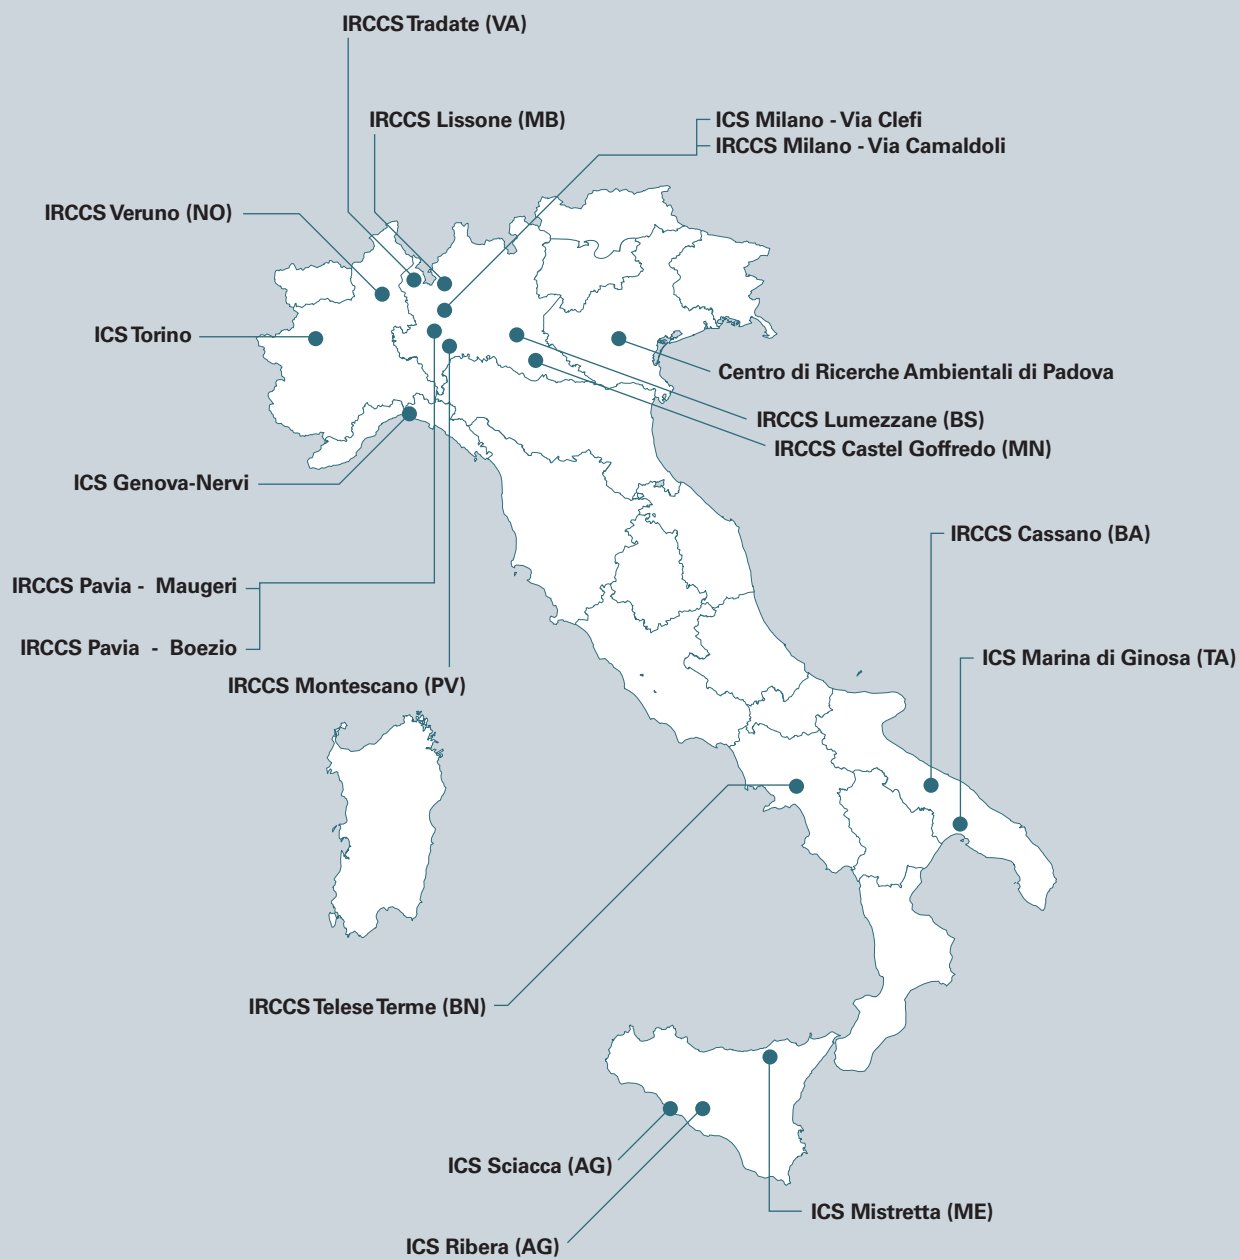 IRCCS Tradate (VA)
IRCCS Lissone (MB)
ICS Milano - Via Clefi
IRCCS Milano - Via Camaldoli
IRCCS Veruno (NO)
ICS Torino
Centro di Ricerche Ambientali di Padova
IRCCS Lumezzane (BS)
IRCCS Castel Goffredo (MN)
ICS Genova-Nervi
IRCCS Cassano (BA)
IRCCS Pavia - Maugeri
IRCCS Pavia - Boezio
ICS Marina di Ginosa (TA)
IRCCS Montescano (PV)
IRCCS Telese Terme (BN)
ICS Sciacca (AG)
ICS Mistretta (ME)
ICS Ribera (AG)